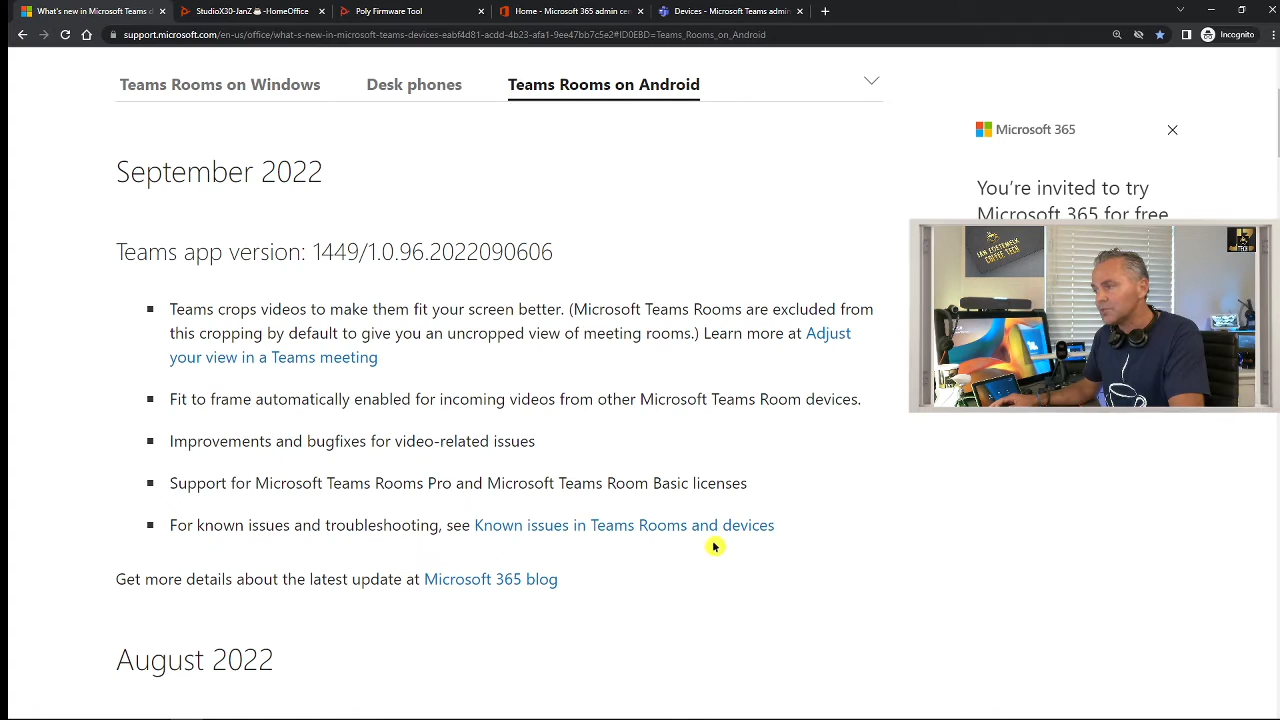 What's new in Microsoft Teams d
StudioX30-JanZ -HomeOffice
Poly Firmware Tool
Home - Microsoft 365 admin cen
Devices - Microsoft Teams admin
support.microsoft.com/en-us/office/what-s-new-in-microsoft-teams-devices-eabf4d81-acdd-4b23-afa1-9ee47bb7c5e2#ID0EBD=Teams_Rooms_on_Android
Incognito
Teams Rooms on Windows
Desk phones
Teams Rooms on Android
Microsoft 365
You're invited to try
Microsoft 365 for free
September 2022
Teams app version: 1449/1.0.96.2022090606
Teams crops videos to make them fit your screen better. (Microsoft Teams Rooms are excluded from
this cropping by default to give you an uncropped view of meeting rooms.) Learn more at Adjust
your view in a Teams meeting
Fit to frame automatically enabled for incoming videos from other Microsoft Teams Room devices.
Improvements and bugfixes for video-related issues
Support for Microsoft Teams Rooms Pro and Microsoft Teams Room Basic licenses
For known issues and troubleshooting, see Known issues in Teams Rooms and devices
Get more details about the latest update at Microsoft 365 blog
August 2022